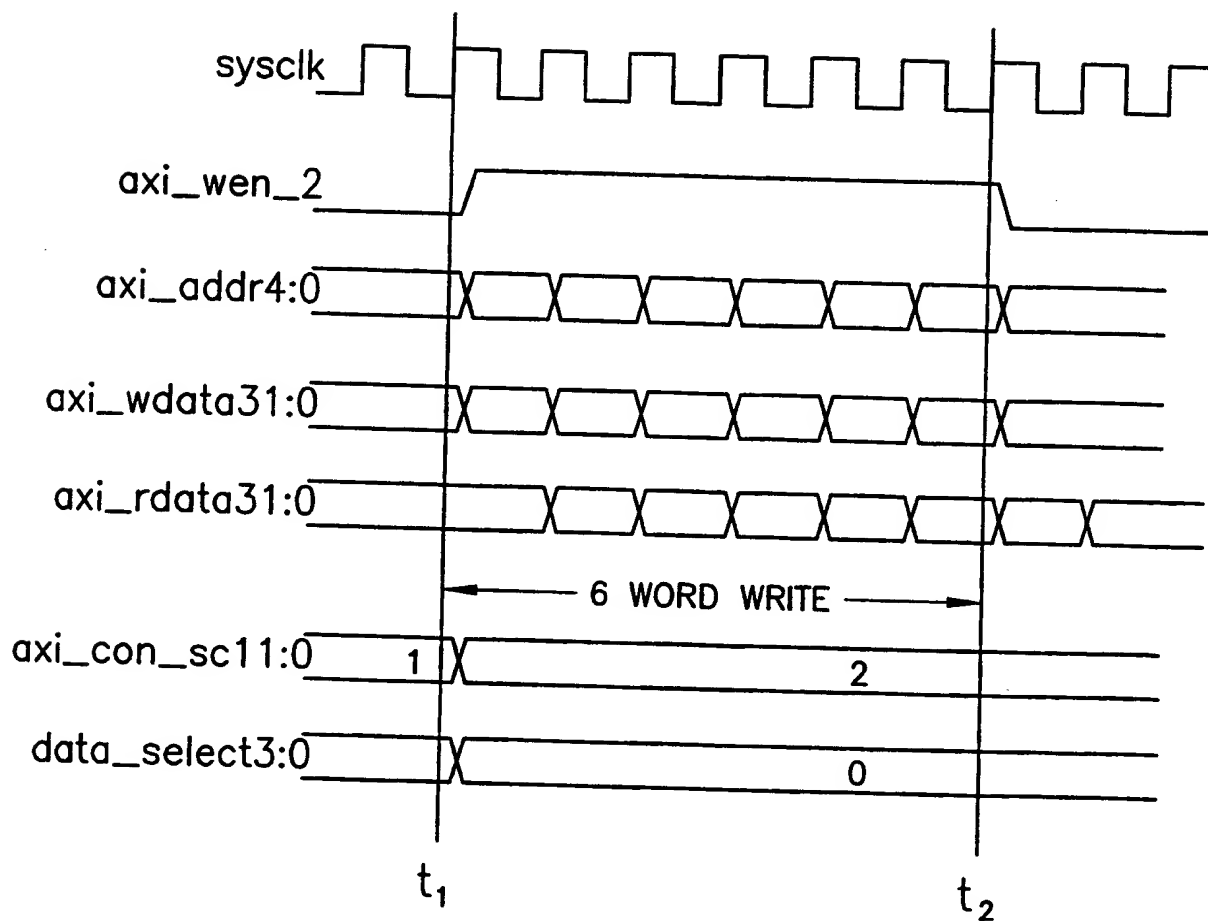 sysclk
axi_wen_2
axi_addr4:0
axi_wdata31:0
axi_rdata31:0
6 WORD WRITE
axi_con_sc11:0
1
2
data_select3:0
0
t1
t2